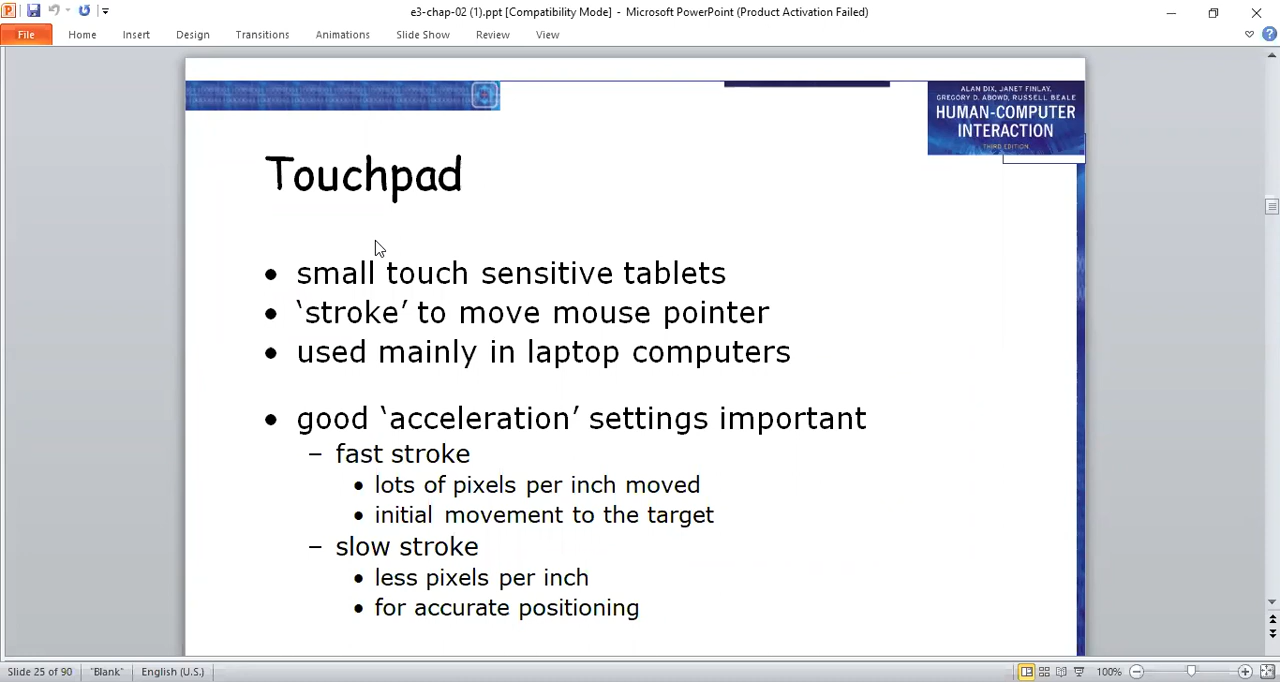 e3-chap-02 (1).ppt [Compatibility Mode] - Microsoft PowerPoint (Product Activation Failed)
File Home Insert Design Transitions Animations Slide Show Review View
ALAN DIX, JANET FINLAY,
GREGORY D. ABOWD, RUSSELL BEALE
HUMAN-COMPUTER
INTERACTION
THIRD EDITION
Touchpad
• small touch sensitive tablets
• ‘stroke’ to move mouse pointer
• used mainly in laptop computers
• good ‘acceleration’ settings important
– fast stroke
• lots of pixels per inch moved
• initial movement to the target
– slow stroke
• less pixels per inch
• for accurate positioning
Slide 25 of 90 "Blank" English (U.S.) 100%